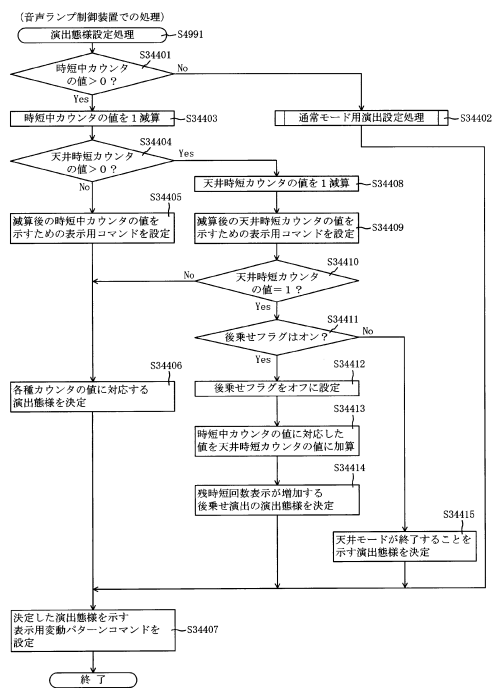 (音声ランプ制御装置での処理)
演出態様設定処理
S4991
S34401
時短中カウンタ
の値>0?
No
Yes
時短中カウンタの値を1減算
S34403
通常モード用演出設定処理
S34402
S34404
天井時短カウンタ
の値>0?
Yes
No
天井時短カウンタの値を1減算
S34408
S34405
減算後の時短中カウンタの値を
示すための表示用コマンドを設定
減算後の天井時短カウンタの値を
示すための表示用コマンドを設定
S34409
S34410
天井時短カウンタ
の値=1?
No
Yes
S34411
後乗せフラグはオン?
No
Yes
S34406
各種カウンタの値に対応する
演出態様を決定
S34412
後乗せフラグをオフに設定
S34413
時短中カウンタの値に対応した
値を天井時短カウンタの値に加算
S34414
残時短回数表示が増加する
後乗せ演出の演出態様を決定
S34415
天井モードが終了することを
示す演出態様を決定
決定した演出態様を示す
表示用変動パターンコマンドを
設定
S34407
終了